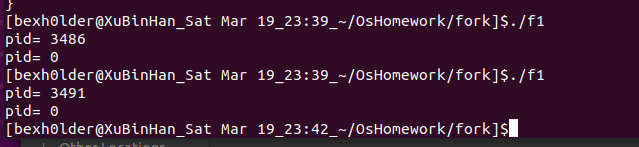 }
[bexh0lder@XuBinHan_Sat Mar 19_23:39_~/OsHomework/fork]$./f1
pid= 3486
pid= 0
[bexh0lder@XuBinHan_Sat Mar 19_23:39_~/OsHomework/fork]$./f1
pid= 3491
pid= 0
[bexh0lder@XuBinHan_Sat Mar 19_23:42_~/OsHomework/fork]$
Other Locations